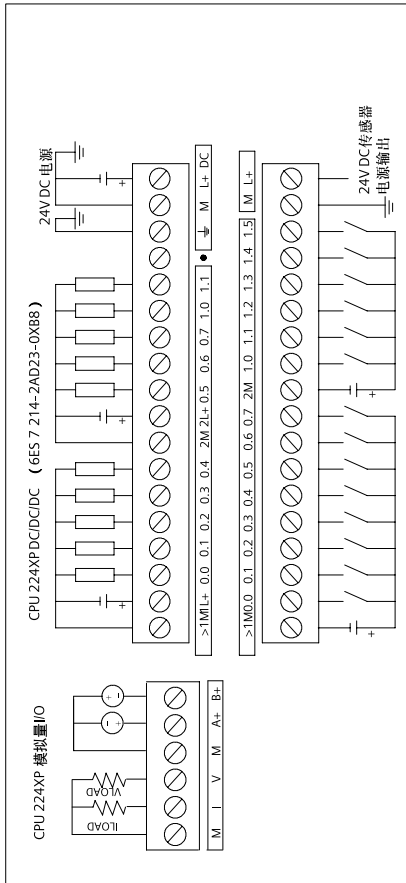 CPU 224XP DC/DC/DC （6ES 7 214-2AD23-0XB8）
24V DC 电源
>1M 1L+ 0.0 0.1 0.2 0.3 0.4 2M 2L+ 0.5 0.6 0.7 1.0 1.1 ● ⏚ M L+ DC
>1M 0.0 0.1 0.2 0.3 0.4 0.5 0.6 0.7 2M 1.0 1.1 1.2 1.3 1.4 1.5 M L+
24V DC传感器
电源输出
CPU 224XP 模拟量I/O
ILOAD
VLOAD
M I V M A+ B+